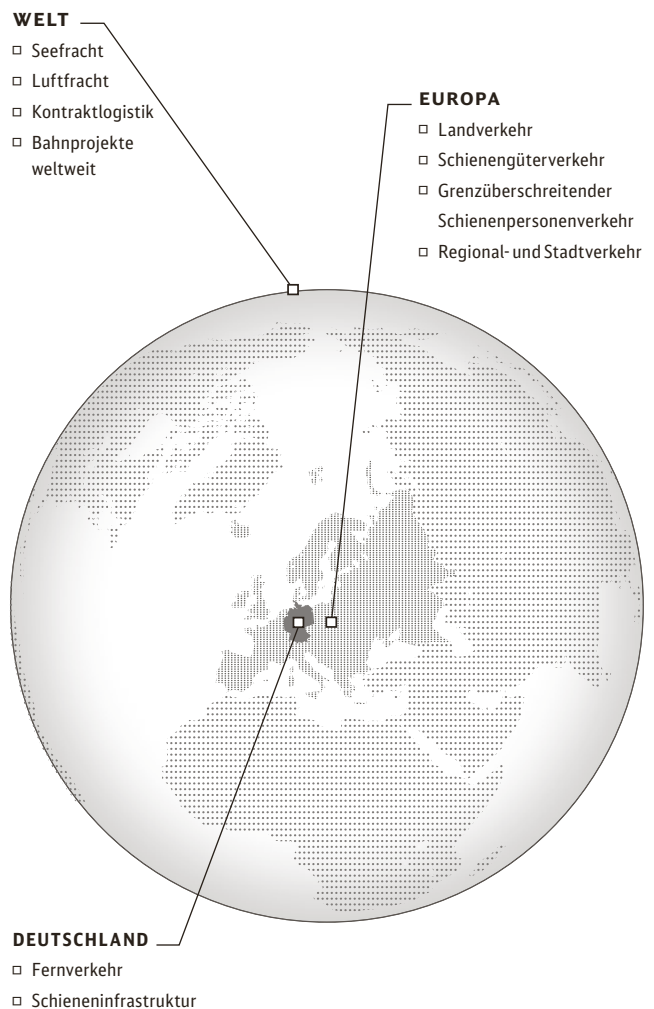 WELT
Seefracht
Luftfracht
Kontraktlogistik
Bahnprojekte
weltweit
EUROPA
Landverkehr
Schienengüterverkehr
Grenzüberschreitender
Schienenpersonenverkehr
Regional- und Stadtverkehr
DEUTSCHLAND
Fernverkehr
Schieneninfrastruktur